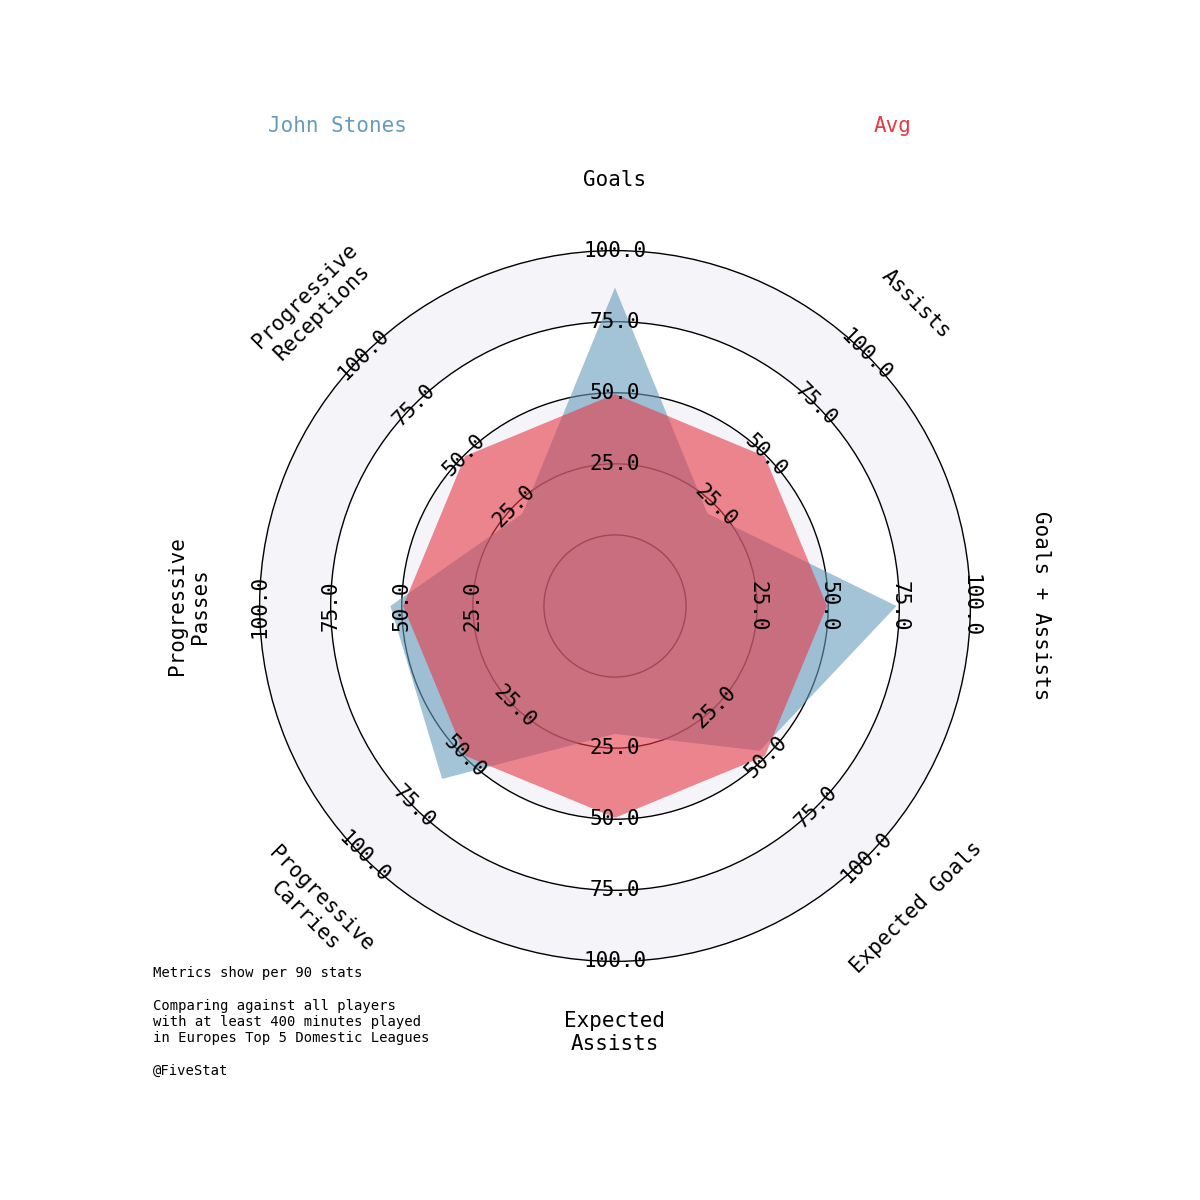 John Stones
Avg
Goals
Assists
Goals + Assists
Expected Goals
Expected
Assists
Progressive
Carries
Progressive
Passes
Progressive
Receptions
100.0
75.0
50.0
25.0
100.0
75.0
50.0
25.0
100.0
75.0
50.0
25.0
100.0
75.0
50.0
25.0
25.0
50.0
75.0
100.0
25.0
50.0
75.0
100.0
100.0
75.0
50.0
25.0
100.0
75.0
50.0
25.0
Metrics show per 90 stats
Comparing against all players
with at least 400 minutes played
in Europes Top 5 Domestic Leagues
@FiveStat